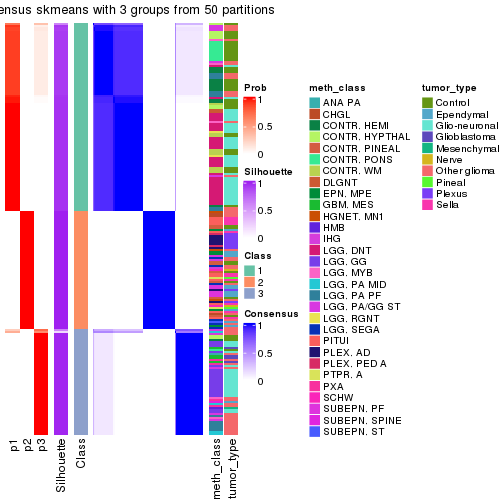 ensus skmeans with 3 groups from 50 partitions
Prob
1
0.5
0
Silhouette
1
0.5
0
Class
1
2
3
Consensus
1
0.5
0
p1
p2
p3
Silhouette
Class
meth_class
tumor_type
meth_class
ANA PA
CHGL
CONTR. HEMI
CONTR. HYPTHAL
CONTR. PINEAL
CONTR. PONS
CONTR. WM
DLGNT
EPN. MPE
GBM. MES
HGNET. MN1
HMB
IHG
LGG. DNT
LGG. GG
LGG. MYB
LGG. PA MID
LGG. PA PF
LGG. PA/GG ST
LGG. RGNT
LGG. SEGA
PITUI
PLEX. AD
PLEX. PED A
PTPR. A
PXA
SCHW
SUBEPN. PF
SUBEPN. SPINE
SUBEPN. ST
tumor_type
Control
Ependymal
Glio-neuronal
Glioblastoma
Mesenchymal
Nerve
Other glioma
Pineal
Plexus
Sella